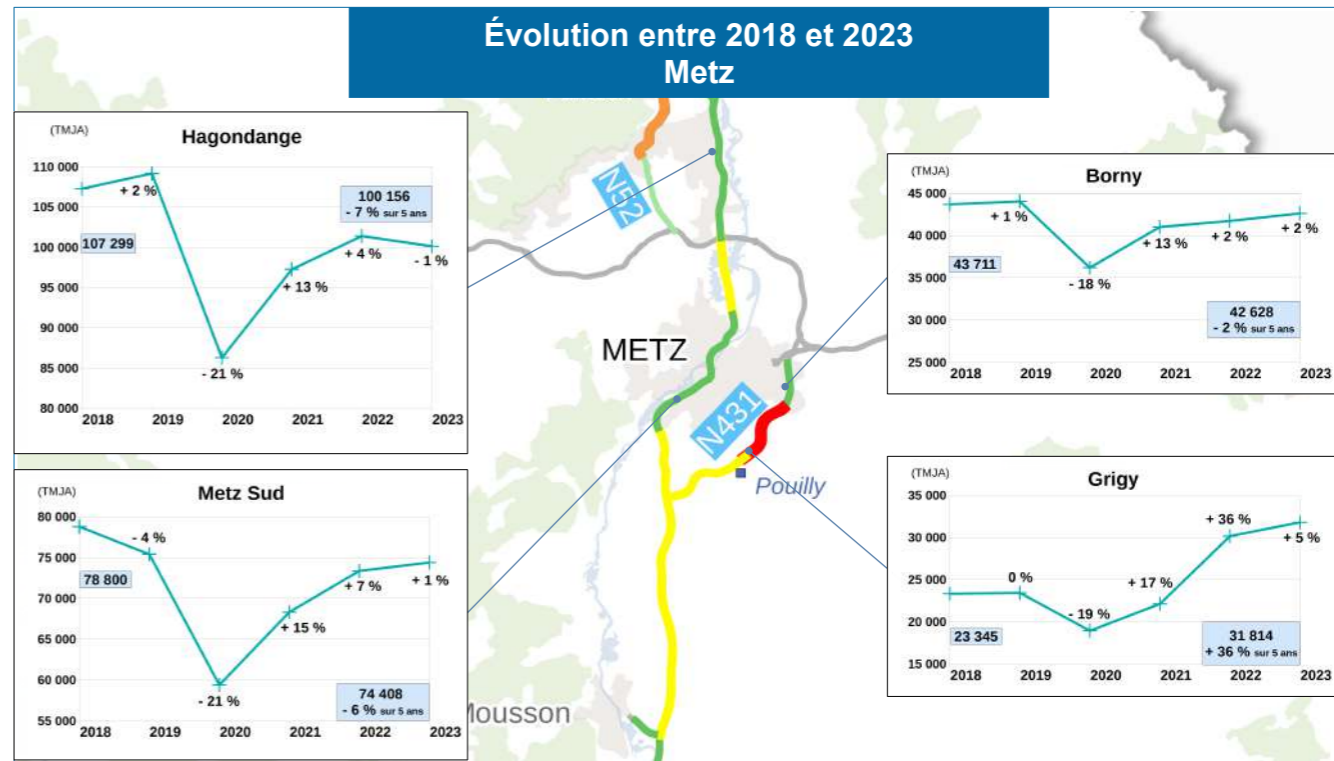 Évolution entre 2018 et 2023
Metz
(TMJA)
Hagondange
110 000
105 000
100 000
95 000
90 000
85 000
80 000
+ 2 %
107 299
- 21 %
+ 13 %
+ 4 %
- 1 %
100 156
- 7 % sur 5 ans
2018 2019 2020 2021 2022 2023
(TMJA)
Metz Sud
80 000
75 000
70 000
65 000
60 000
55 000
- 4 %
78 800
- 21 %
+ 15 %
+ 7 %
+ 1 %
74 408
- 6 % sur 5 ans
2018 2019 2020 2021 2022 2023
N52
METZ
N431
Pouilly
Mousson
(TMJA)
Borny
45 000
40 000
35 000
30 000
25 000
+ 1 %
43 711
- 18 %
+ 13 %
+ 2 %
+ 2 %
42 628
- 2 % sur 5 ans
2018 2019 2020 2021 2022 2023
(TMJA)
Grigy
35 000
30 000
25 000
20 000
15 000
0 %
23 345
- 19 %
+ 17 %
+ 36 %
+ 5 %
31 814
+ 36 % sur 5 ans
2018 2019 2020 2021 2022 2023